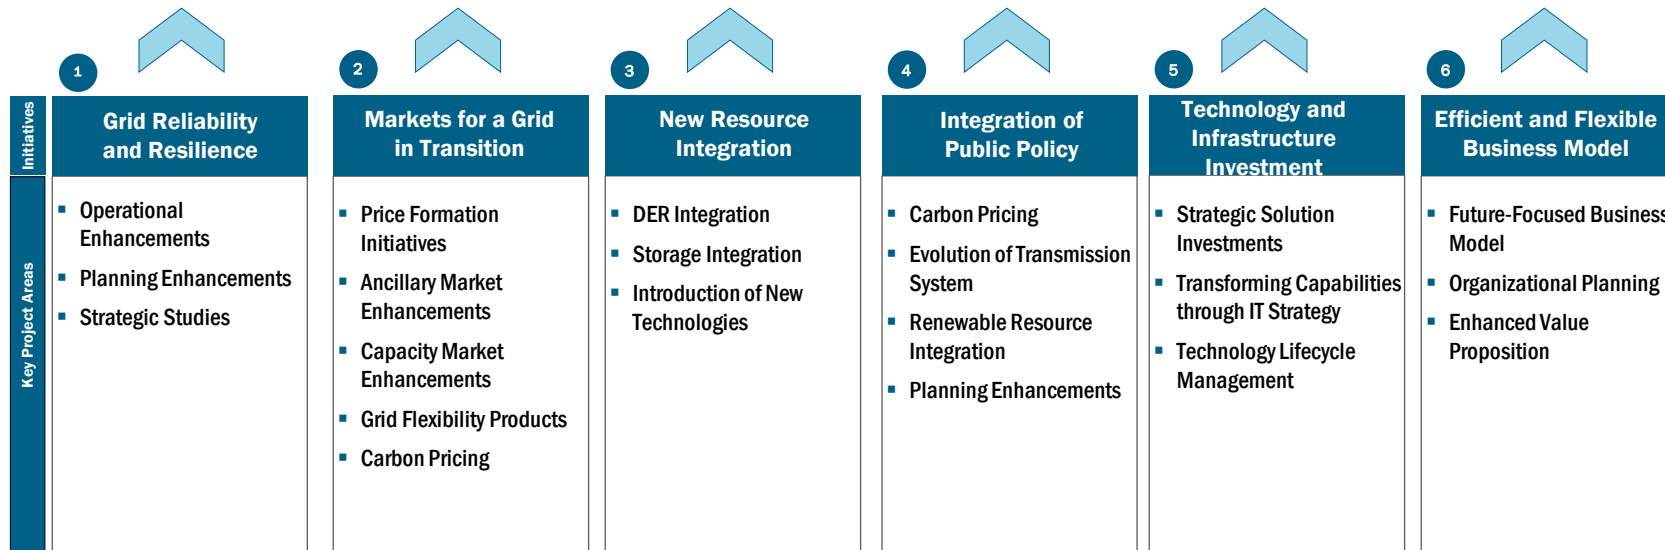 1
2
3
4
5
6
Initiatives
Grid Reliability
and Resilience
Markets for a Grid
in Transition
New Resource
Integration
Integration of
Public Policy
Technology and
Infrastructure
Investment
Efficient and Flexible
Business Model
Key Project Areas
▪ Operational
Enhancements
▪ Planning Enhancements
▪ Strategic Studies
▪ Price Formation
Initiatives
▪ Ancillary Market
Enhancements
▪ Capacity Market
Enhancements
▪ Grid Flexibility Products
▪ Carbon Pricing
▪ DER Integration
▪ Storage Integration
▪ Introduction of New
Technologies
▪ Carbon Pricing
▪ Evolution of Transmission
System
▪ Renewable Resource
Integration
▪ Planning Enhancements
▪ Strategic Solution
Investments
▪ Transforming Capabilities
through IT Strategy
▪ Technology Lifecycle
Management
▪ Future-Focused Business
Model
▪ Organizational Planning
▪ Enhanced Value
Proposition